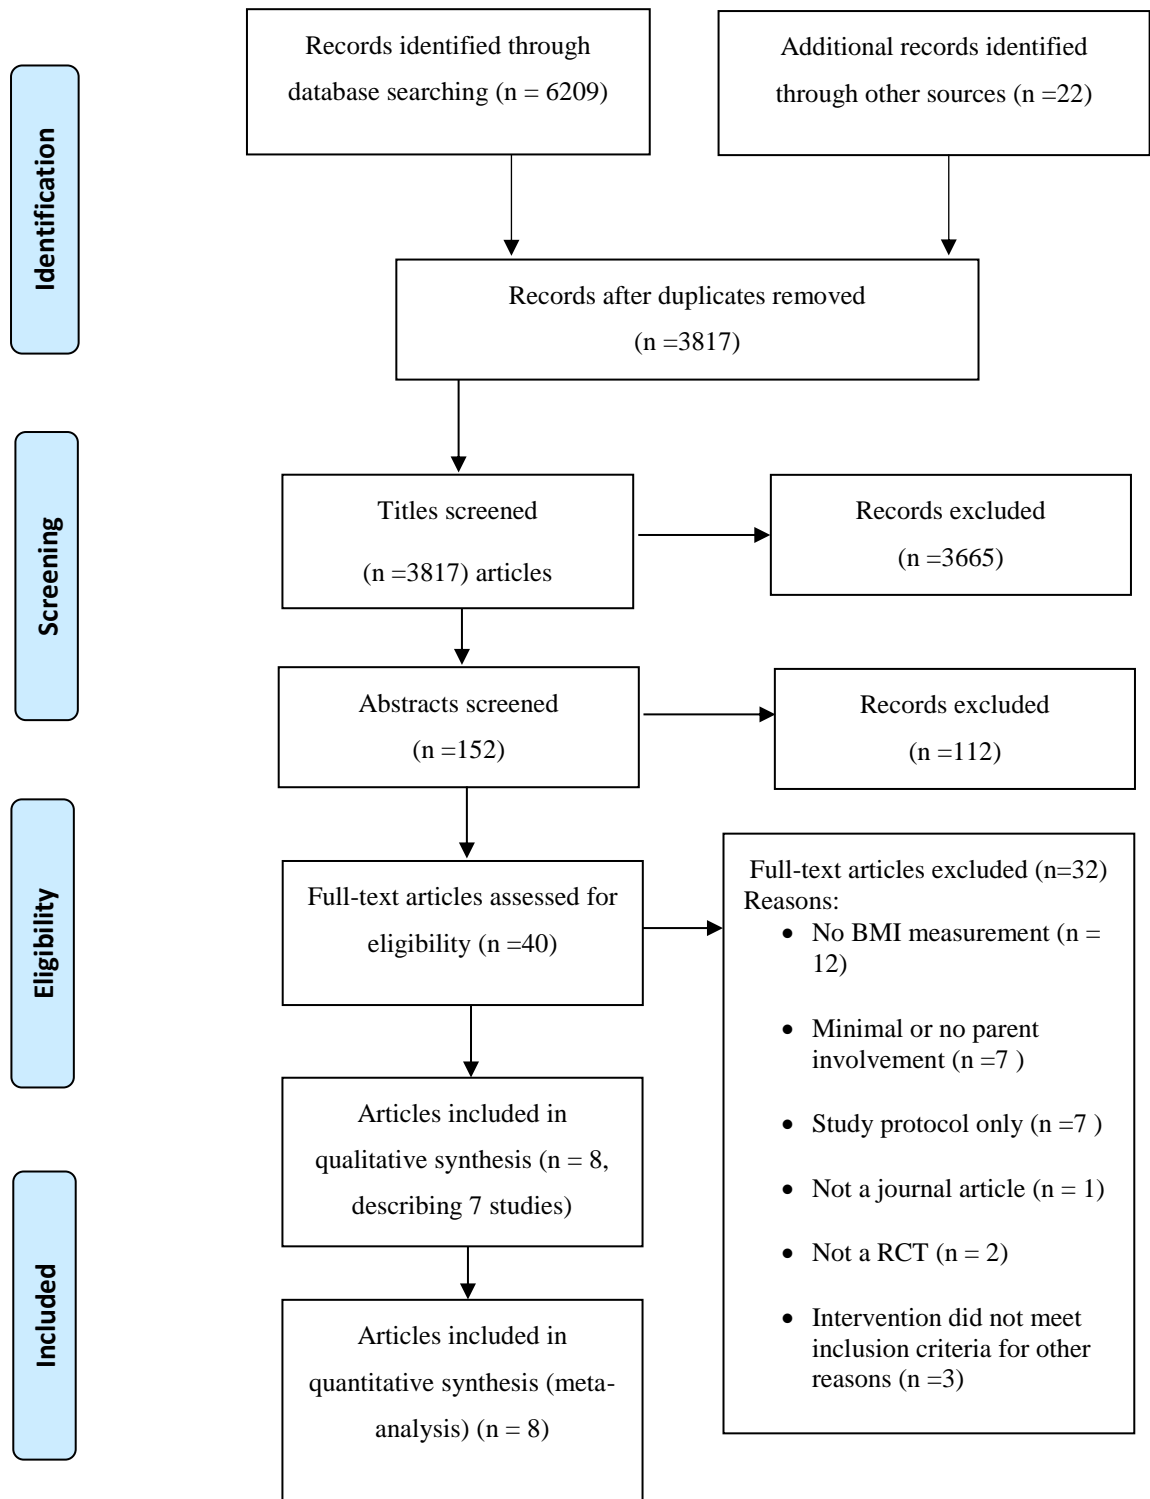 Records identified through
database searching (n = 6209)
Additional records identified
through other sources (n =22)
Identification
Records after duplicates removed
(n =3817)
Screening
Titles screened
(n =3817) articles
Records excluded
(n =3665)
Abstracts screened
(n =152)
Records excluded
(n =112)
Eligibility
Full-text articles assessed for
eligibility (n =40)
Full-text articles excluded (n=32)
Reasons:
• No BMI measurement (n =
12)
• Minimal or no parent
involvement (n =7 )
• Study protocol only (n =7 )
• Not a journal article (n = 1)
• Not a RCT (n = 2)
• Intervention did not meet
inclusion criteria for other
reasons (n =3)
Articles included in
qualitative synthesis (n = 8,
describing 7 studies)
Included
Articles included in
quantitative synthesis (meta-
analysis) (n = 8)